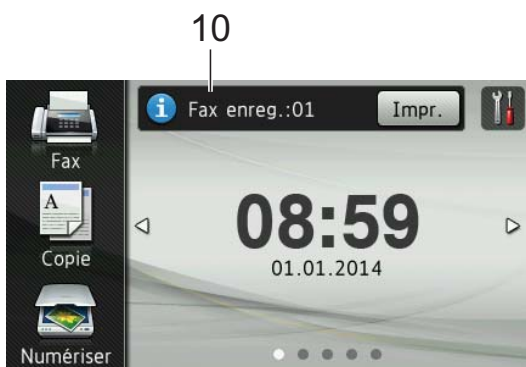 10
Fax enreg.:01 Impr.
Fax
Copie
Numériser
08:59
01.01.2014